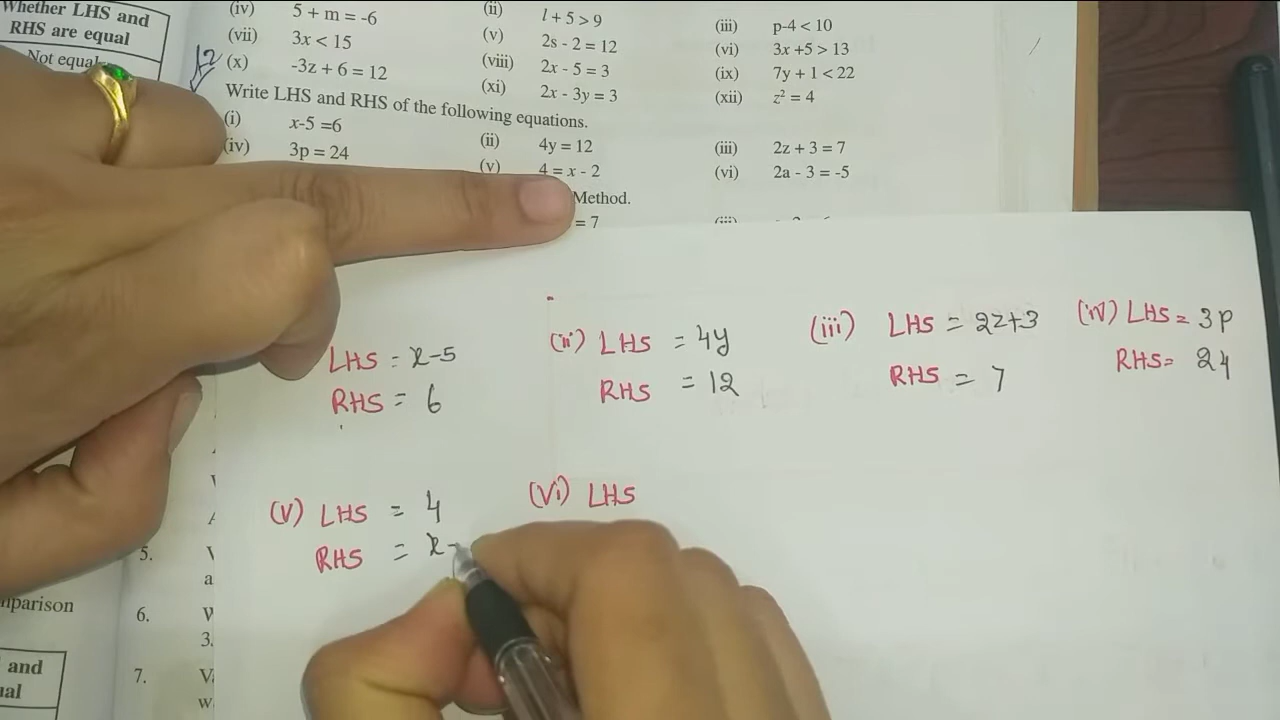 Whether LHS and
RHS are equal
Not equal
(iv) 5 + m = -6 (ii) l + 5 > 9 (iii) p-4 < 10
(vii) 3x < 15 (v) 2s - 2 = 12 (vi) 3x +5 > 13
(x) -3z + 6 = 12 (viii) 2x - 5 = 3 (ix) 7y + 1 < 22
(xi) 2x - 3y = 3 (xii) z² = 4
12
Write LHS and RHS of the following equations.
(i) x-5 =6 (ii) 4y = 12 (iii) 2z + 3 = 7
(iv) 3p = 24 (v) 4 = x - 2 (vi) 2a - 3 = -5
Method.
= 7 (iii)
LHS = x-5 (ii) LHS = 4y (iii) LHS = 2z+3 (iv) LHS = 3p
RHS = 6 RHS = 12 RHS = 7 RHS = 24
(v) LHS = 4 (vi) LHS
RHS = x-
5.
a
6.
3.
7.
w
and